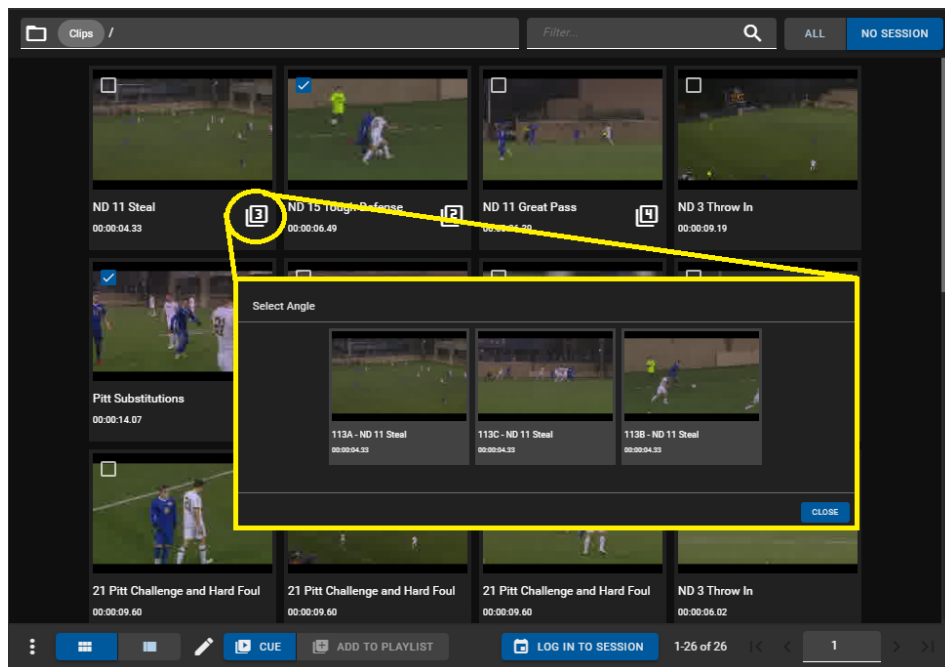 Clips /
Filter...
ALL
NO SESSION
ND 11 Steal
3
00:00:04.33
ND 15 Tough Defense
2
00:00:06.49
ND 11 Great Pass
4
ND 3 Throw In
00:00:09.19
Pitt Substitutions
00:00:14.07
Select Angle
113A - ND 11 Steal
00:00:04.33
113C - ND 11 Steal
00:00:04.33
113B - ND 11 Steal
00:00:04.33
CLOSE
21 Pitt Challenge and Hard Foul
00:00:09.60
21 Pitt Challenge and Hard Foul
00:00:09.60
21 Pitt Challenge and Hard Foul
00:00:09.60
ND 3 Throw In
00:00:06.02
CUE
ADD TO PLAYLIST
LOG IN TO SESSION
1-26 of 26
1